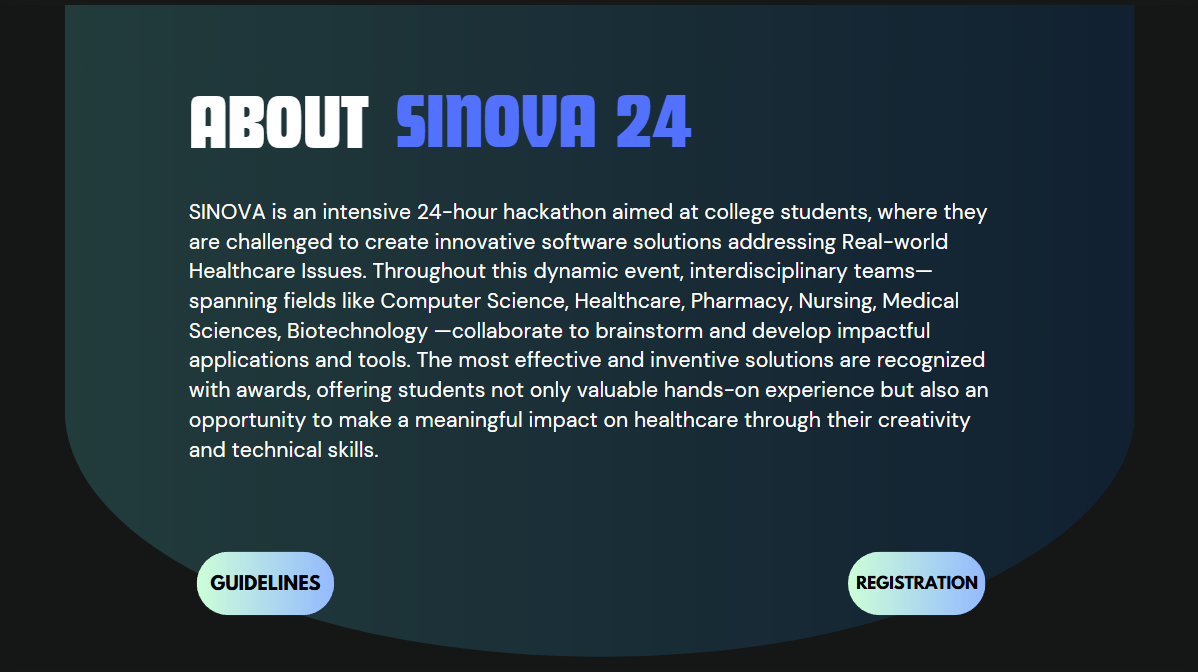 ABOUT SINOVA 24
SINOVA is an intensive 24-hour hackathon aimed at college students, where they
are challenged to create innovative software solutions addressing Real-world
Healthcare Issues. Throughout this dynamic event, interdisciplinary teams—
spanning fields like Computer Science, Healthcare, Pharmacy, Nursing, Medical
Sciences, Biotechnology —collaborate to brainstorm and develop impactful
applications and tools. The most effective and inventive solutions are recognized
with awards, offering students not only valuable hands-on experience but also an
opportunity to make a meaningful impact on healthcare through their creativity
and technical skills.
GUIDELINES
REGISTRATION